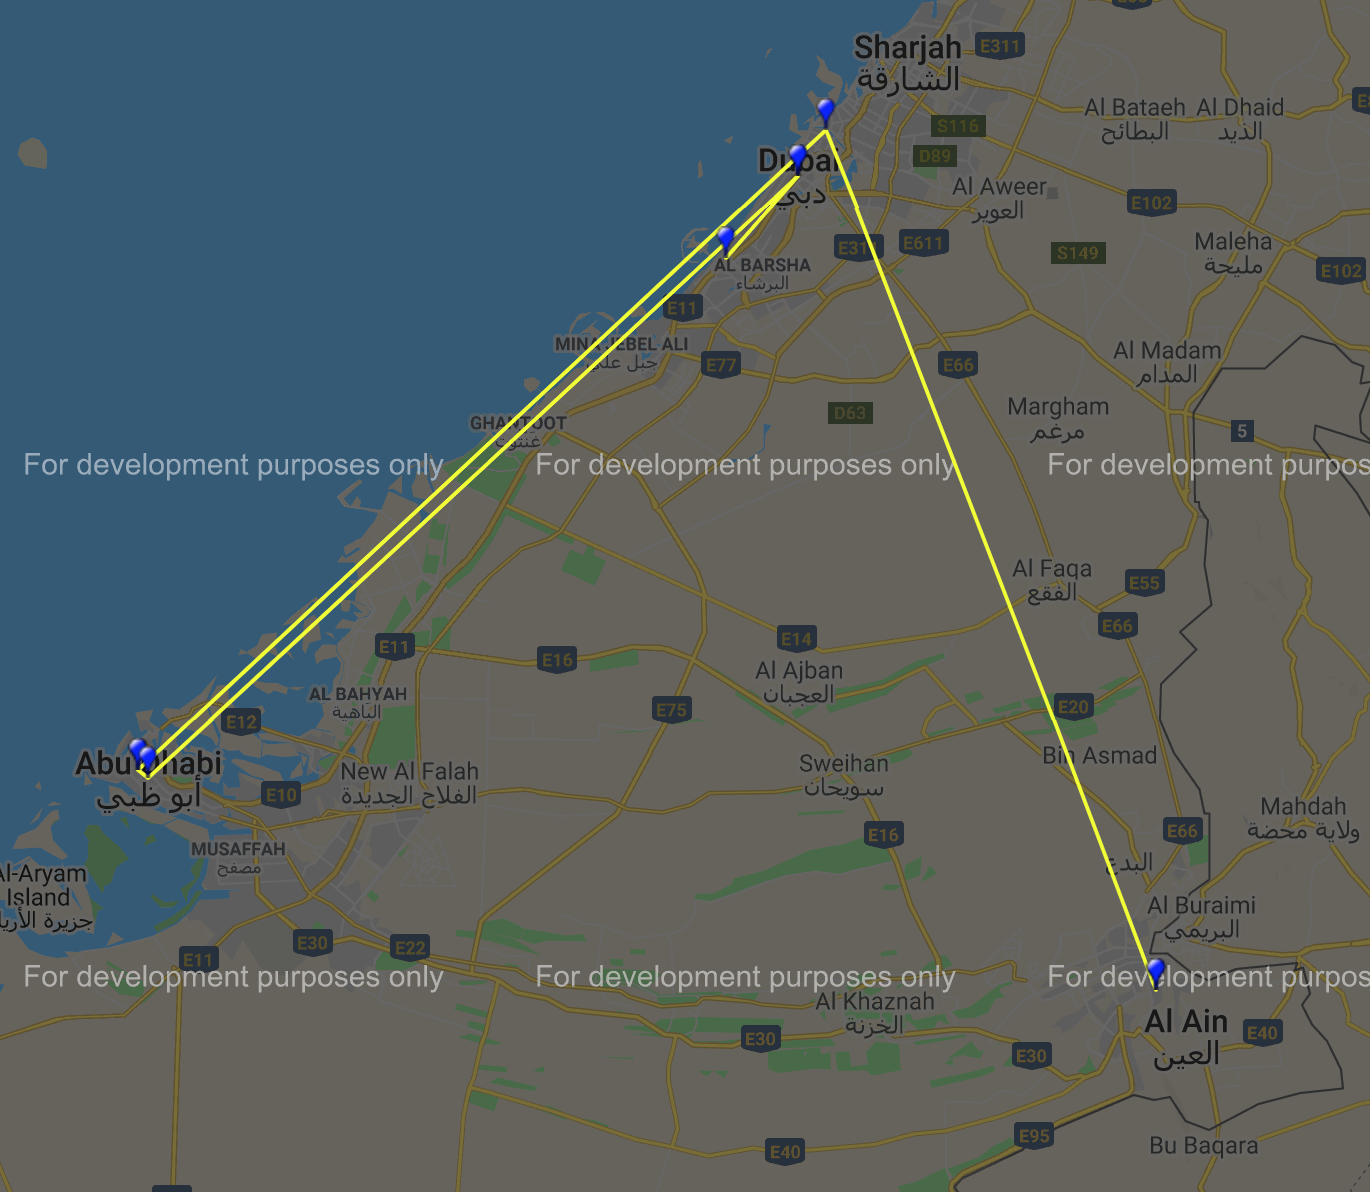 Sharjah
الشارقة
E311
Al Bataeh
البطائح
Al Dhaid
الذيد
S116
D89
Dubai
دبي
Al Aweer
العوير
E102
E311
E611
S149
Maleha
مليحة
E102
AL BARSHA
البرشاء
E11
MINA JEBEL ALI
جبل علي
E77
E66
Al Madam
المدام
Margham
مرغم
D63
5
GHANTOOT
غنتوت
For development purposes only
For development purposes only
For development purpos
Al Faqa
الفقع
E55
E66
E11
E14
E16
Al Ajban
العجبان
AL BAHYAH
الباهية
E12
E75
E20
Bin Asmad
Abu Dhabi
أبو ظبي
New Al Falah
الفلاح الجديدة
Sweihan
سويحان
E10
Mahdah
ولاية محضة
E16
E66
MUSAFFAH
مصفح
البدع
Al-Aryam
Island
Al Buraimi
البريمي
E11
E30
E22
For development purposes only
For development purposes only
For development purpos
Al Khaznah
الخزنة
Al Ain
العين
E30
E30
E40
E95
E40
Bu Baqara